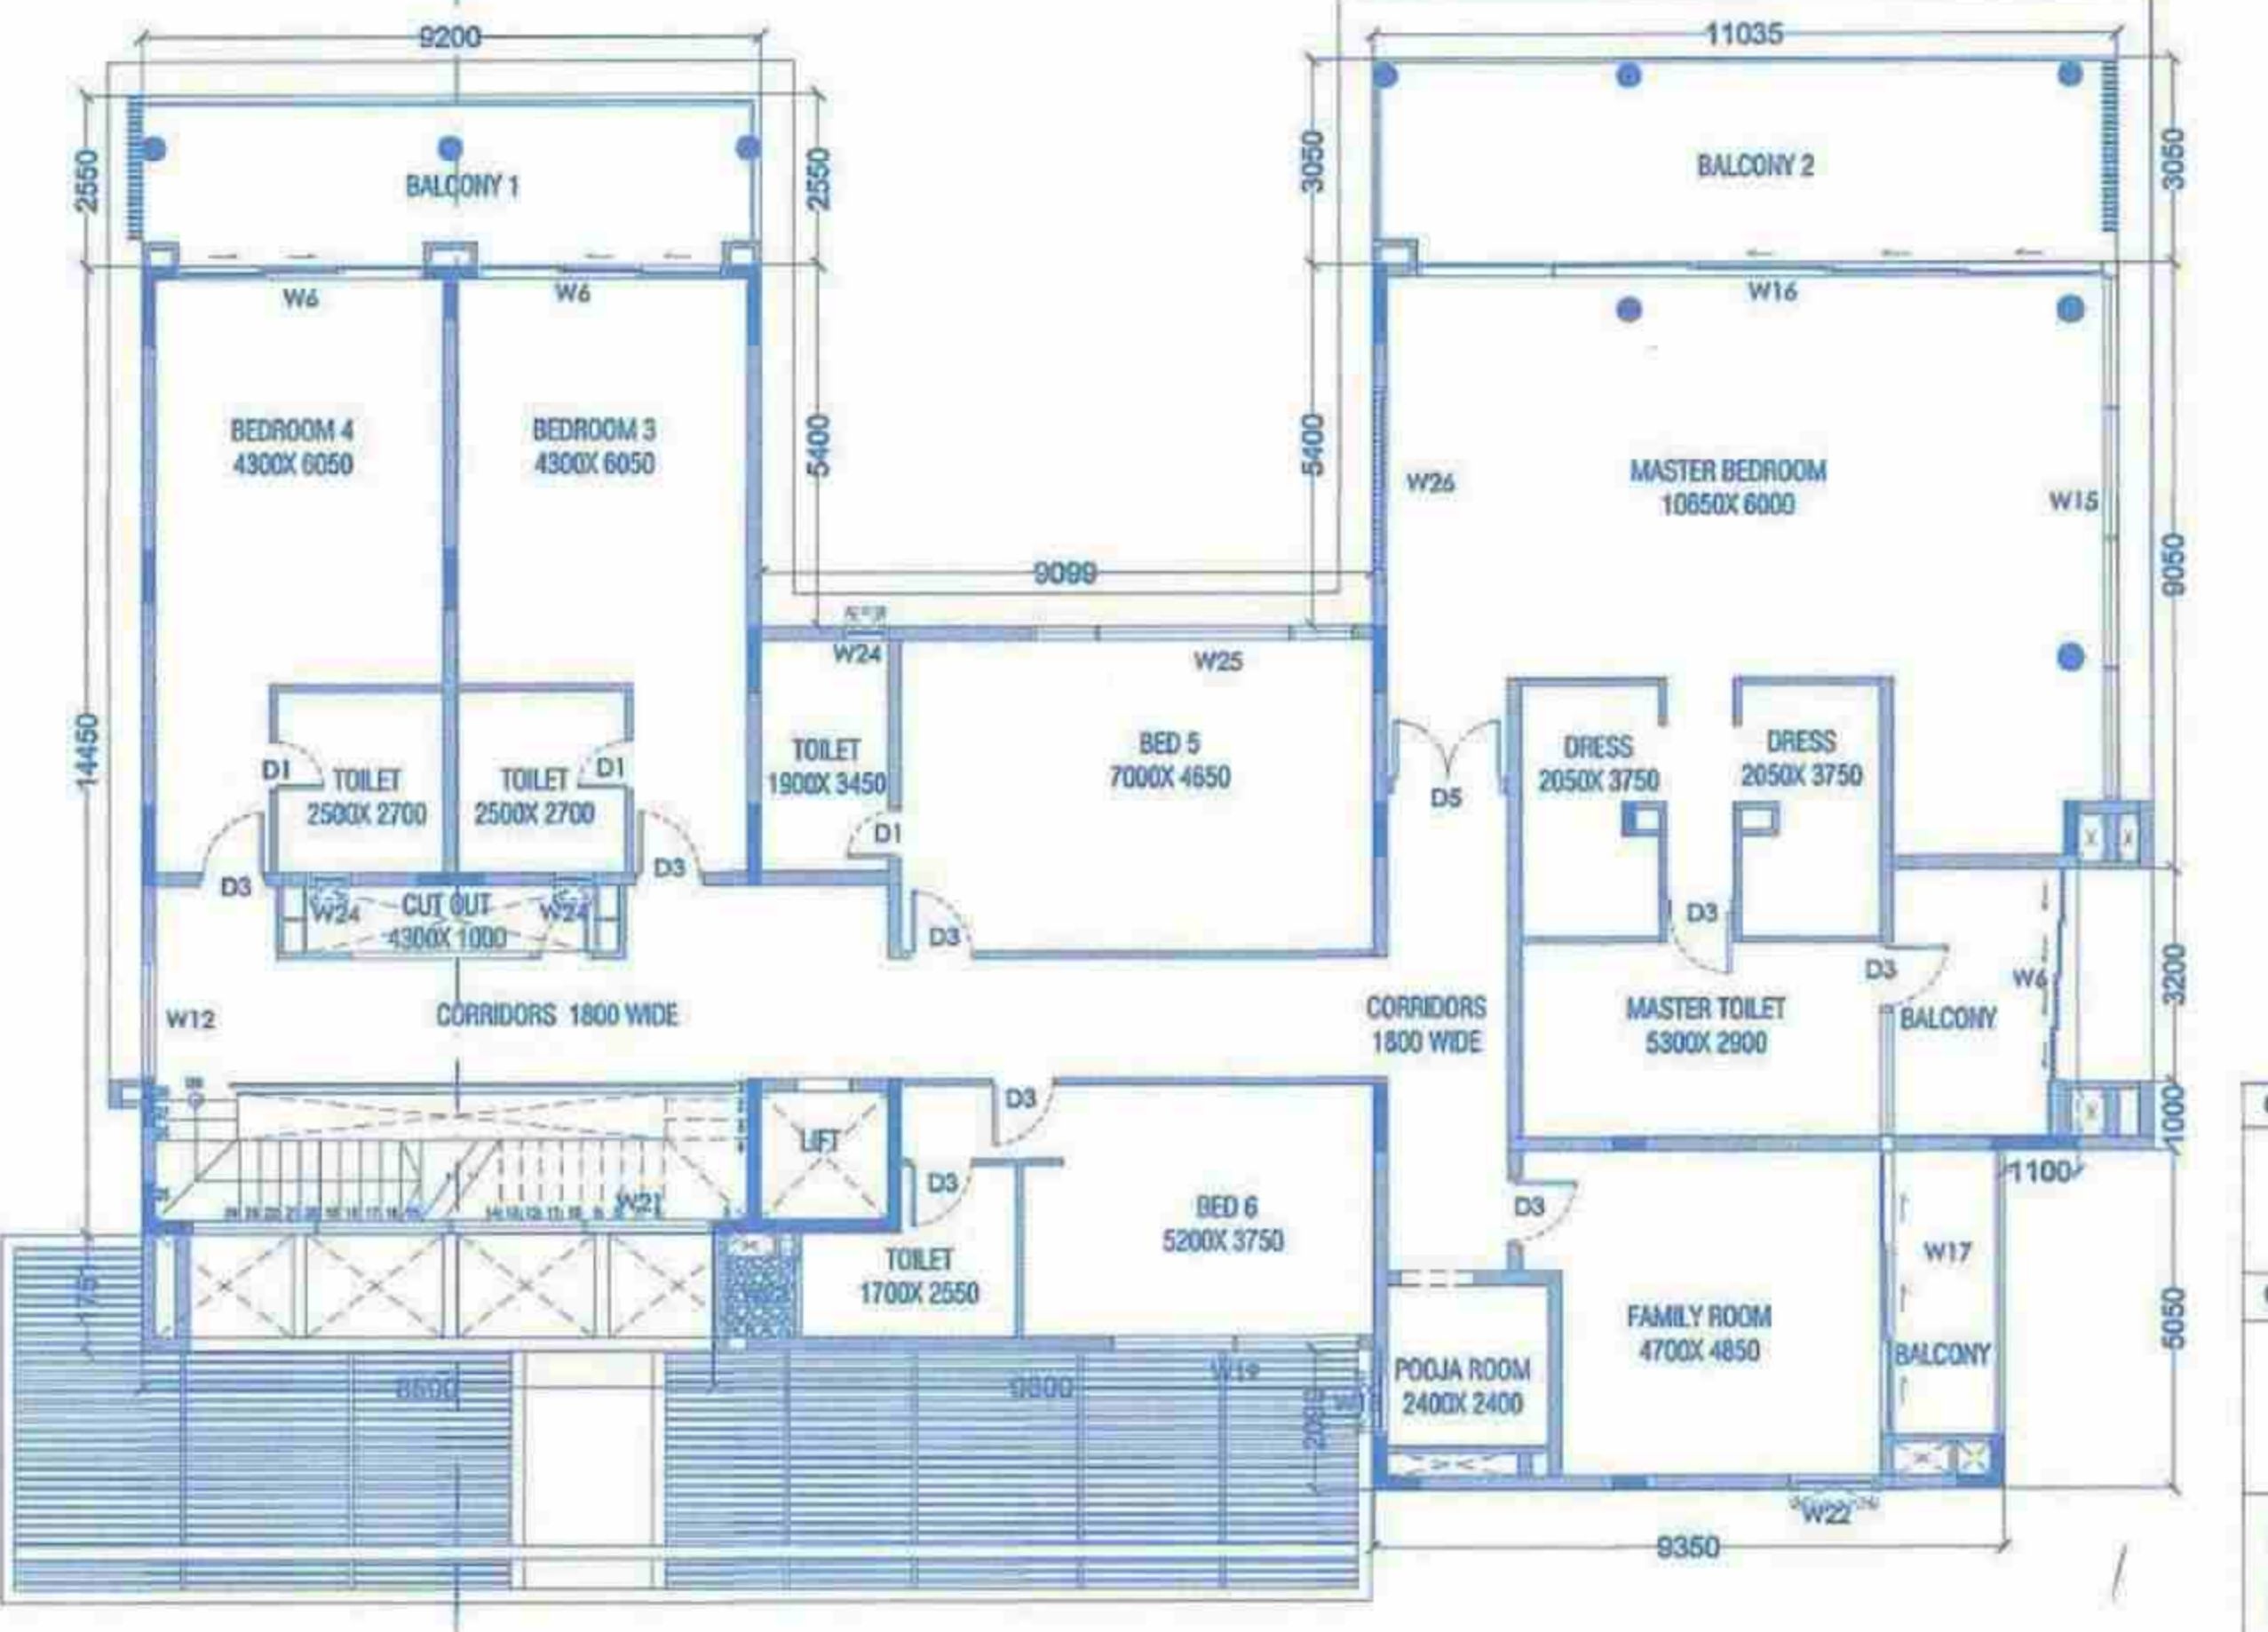 9200
11035
2550
BALCONY 1
2550
3050
BALCONY 2
3050
W6
W6
W16
BEDROOM 4
4300X 6050
BEDROOM 3
4300X 6050
5400
5400
W26
MASTER BEDROOM
10650X 6000
W15
9050
9099
W24
W25
14450
D1
TOILET
2500X 2700
TOILET
2500X 2700
D1
TOILET
1900X 3450
D1
BED 5
7000X 4650
D5
DRESS
2050X 3750
DRESS
2050X 3750
D3
D3
W24
CUT OUT
4300X 1000
W24
D3
D3
D3
W6
3200
W12
CORRIDORS 1800 WIDE
CORRIDORS
1800 WIDE
MASTER TOILET
5300X 2900
BALCONY
D3
1000
LIFT
1100
D3
W21
BED 6
5200X 3750
D3
TOILET
1700X 2550
W17
FAMILY ROOM
4700X 4850
BALCONY
5050
POOJA ROOM
2400X 2400
8600
9800
W19
2095
W22
9350